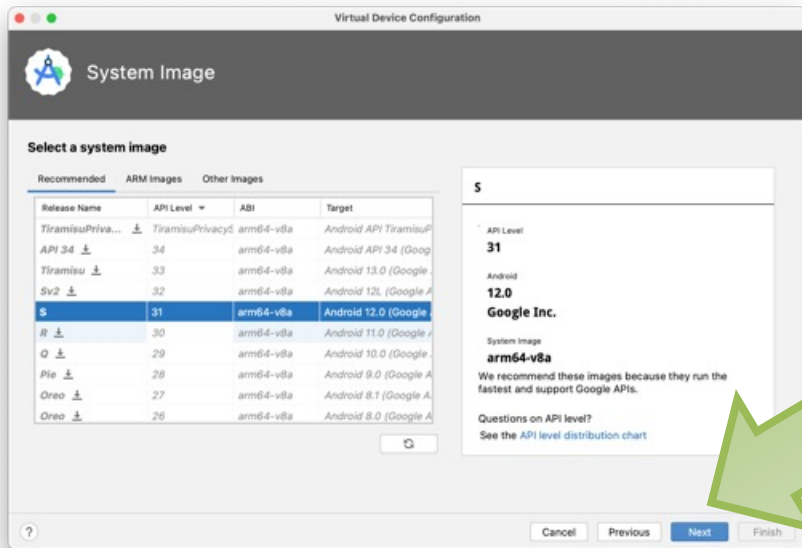 Virtual Device Configuration
System Image
Select a system image
Recommended ARM Images Other Images
Release Name API Level ABI Target
TiramisuPriva... TiramisuPrivacyS arm64-v8a Android API TiramisuP
API 34 34 arm64-v8a Android API 34 (Goog
Tiramisu 33 arm64-v8a Android 13.0 (Google
Sv2 32 arm64-v8a Android 12L (Google A
S 31 arm64-v8a Android 12.0 (Google
R 30 arm64-v8a Android 11.0 (Google
Q 29 arm64-v8a Android 10.0 (Google
Pie 28 arm64-v8a Android 9.0 (Google A
Oreo 27 arm64-v8a Android 8.1 (Google A
Oreo 26 arm64-v8a Android 8.0 (Google A
S
API Level
31
Android
12.0
Google Inc.
System Image
arm64-v8a
We recommend these images because they run the
fastest and support Google APIs.
Questions on API level?
See the API level distribution chart
? Cancel Previous Next Finish